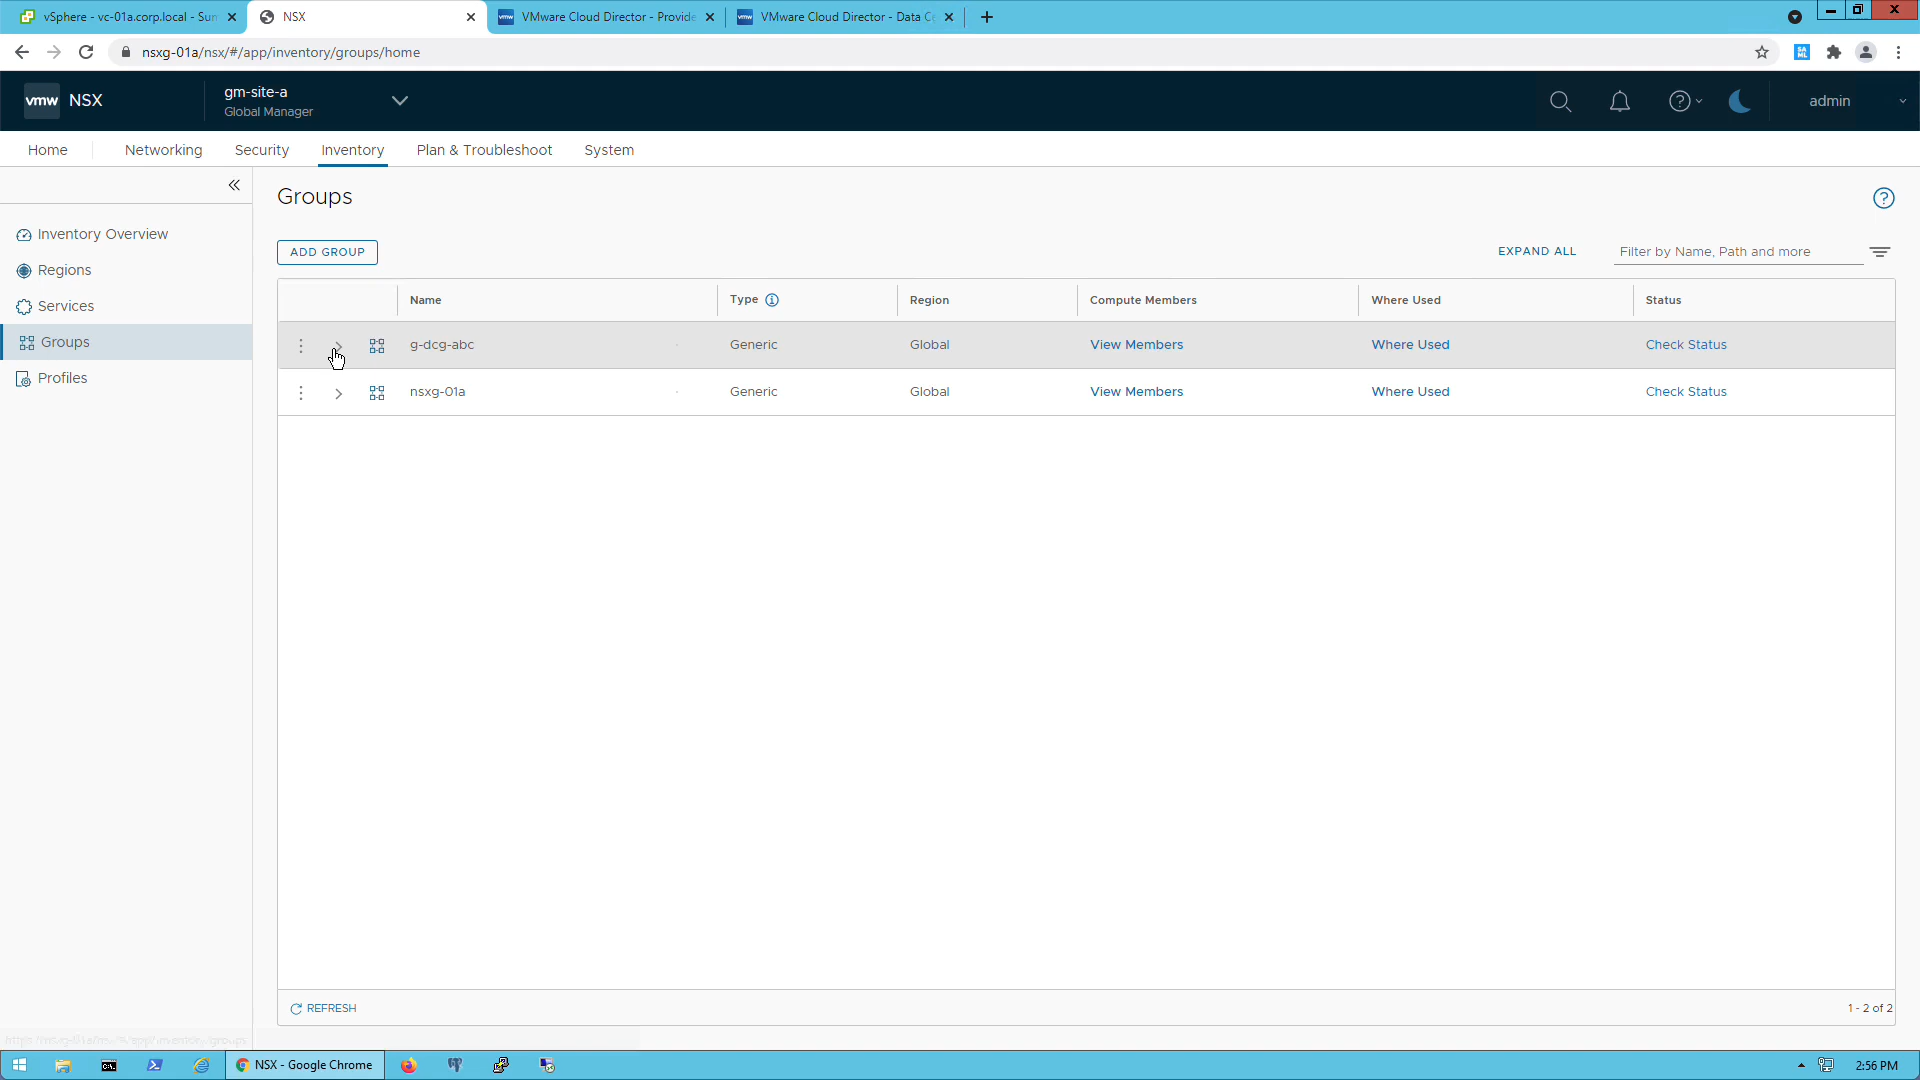 vSphere - vc-01a.corp.local - Sum
NSX
VMware Cloud Director - Provide
VMware Cloud Director - Data Ce
nsxg-01a/nsx/#/app/inventory/groups/home
vmw NSX
gm-site-a
Global Manager
admin
Home
Networking
Security
Inventory
Plan & Troubleshoot
System
Inventory Overview
Regions
Services
Groups
Profiles
Groups
ADD GROUP
EXPAND ALL
Filter by Name, Path and more
Name
Type
Region
Compute Members
Where Used
Status
g-dcg-abc
Generic
Global
View Members
Where Used
Check Status
nsxg-01a
Generic
Global
View Members
Where Used
Check Status
REFRESH
1 - 2 of 2
NSX - Google Chrome
2:56 PM